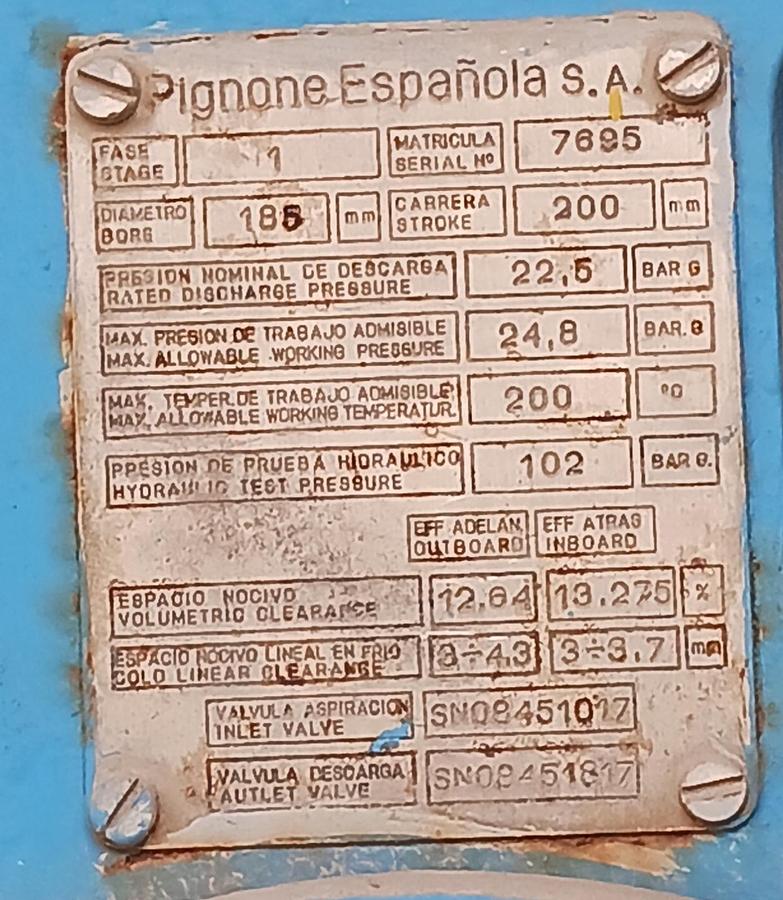 Pignone Española S.A.
FASE STAGE 1 MATRICULA SERIAL Nº 7695
DIAMETRO BORE 185 mm CARRERA STROKE 200 mm
PRESION NOMINAL DE DESCARGA
RATED DISCHARGE PRESSURE 22,5 BAR G
MAX. PRESION DE TRABAJO ADMISIBLE
MAX. ALLOWABLE WORKING PRESSURE 24,8 BAR. G
MAX. TEMPER. DE TRABAJO ADMISIBLE
MAX. ALLOWABLE WORKING TEMPERATUR. 200 ºC
PRESION DE PRUEBA HIDRAULICO
HYDRAULIC TEST PRESSURE 102 BAR G.
EFF ADELAN. EFF ATRAS
OUTBOARD INBOARD
ESPACIO NOCIVO
VOLUMETRIC CLEARANCE 12.64 13.275 %
ESPACIO NOCIVO LINEAL EN FRIO
COLD LINEAR CLEARANCE 3÷4.3 3÷3.7 mm
VALVULA ASPIRACION
INLET VALVE SN08451017
VALVULA DESCARGA
AUTLET VALVE SN08451817